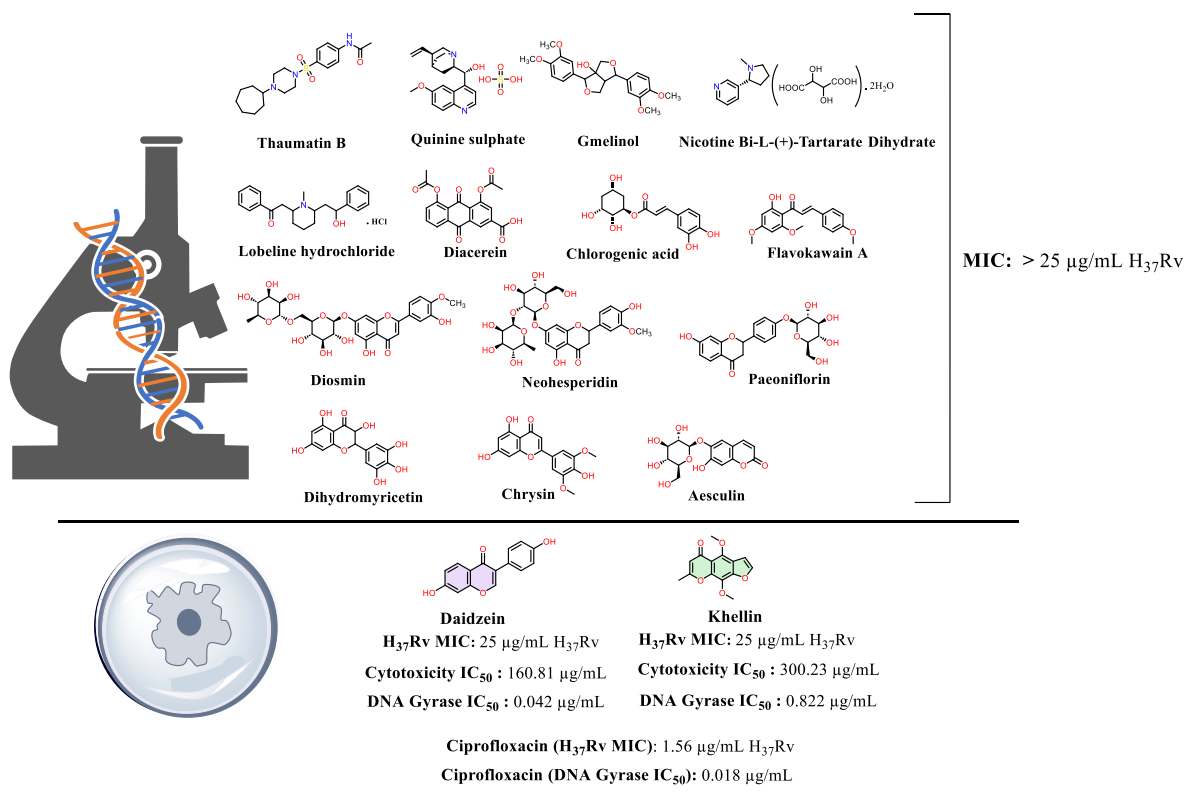 Thaumatin B
Quinine sulphate
Gmelinol
Nicotine Bi-L-(+)-Tartarate Dihydrate
. 2H₂O
Lobeline hydrochloride
. HCl
Diacerein
Chlorogenic acid
Flavokawain A
MIC: > 25 µg/mL H₃₇Rv
Diosmin
Neohesperidin
Paeoniflorin
Dihydromyricetin
Chrysin
Aesculin
Daidzein
H₃₇Rv MIC: 25 µg/mL H₃₇Rv
Cytotoxicity IC₅₀ : 160.81 µg/mL
DNA Gyrase IC₅₀ : 0.042 µg/mL
Khellin
H₃₇Rv MIC: 25 µg/mL H₃₇Rv
Cytotoxicity IC₅₀ : 300.23 µg/mL
DNA Gyrase IC₅₀ : 0.822 µg/mL
Ciprofloxacin (H₃₇Rv MIC): 1.56 µg/mL H₃₇Rv
Ciprofloxacin (DNA Gyrase IC₅₀): 0.018 µg/mL